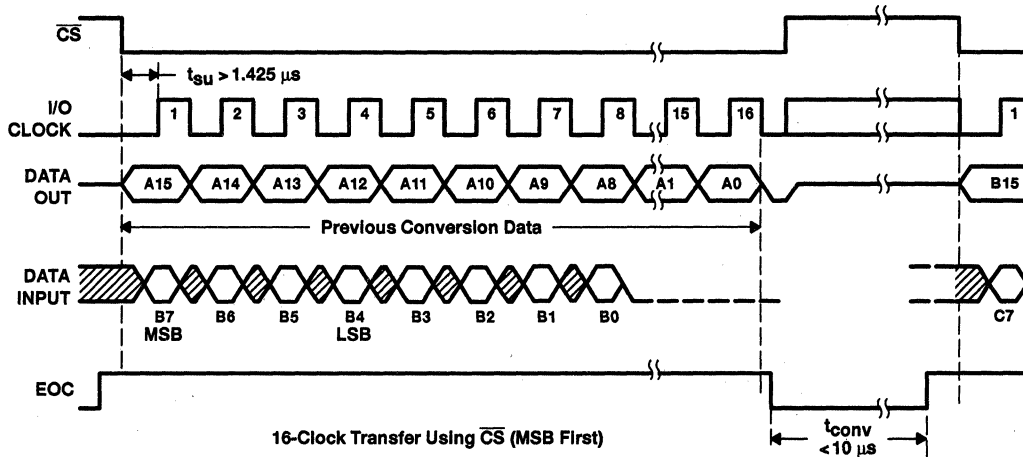 CS
tsu > 1.425 μs
I/O
CLOCK
1 2 3 4 5 6 7 8 15 16 1
DATA
OUT
A15 A14 A13 A12 A11 A10 A9 A8 A1 A0 B15
Previous Conversion Data
DATA
INPUT
B7 B6 B5 B4 B3 B2 B1 B0 C7
MSB LSB
EOC
tconv
< 10 μs
16-Clock Transfer Using CS (MSB First)